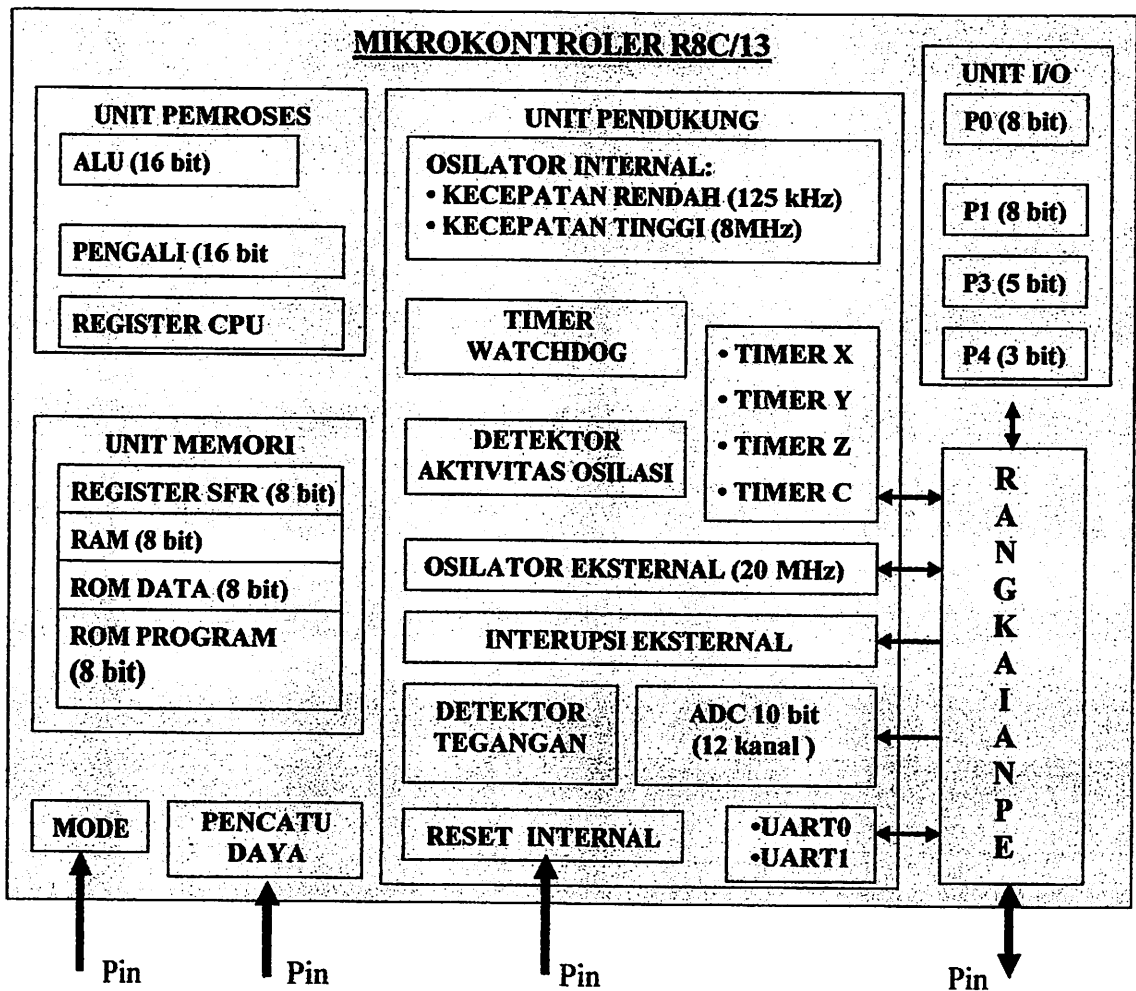 MIKROKONTROLER R8C/13
UNIT PEMROSES
ALU (16 bit)
PENGALI (16 bit
REGISTER CPU
UNIT MEMORI
REGISTER SFR (8 bit)
RAM (8 bit)
ROM DATA (8 bit)
ROM PROGRAM
(8 bit)
MODE
PENCATU
DAYA
UNIT PENDUKUNG
OSILATOR INTERNAL:
• KECEPATAN RENDAH (125 kHz)
• KECEPATAN TINGGI (8MHz)
TIMER
WATCHDOG
• TIMER X
• TIMER Y
• TIMER Z
• TIMER C
DETEKTOR
AKTIVITAS OSILASI
OSILATOR EKSTERNAL (20 MHz)
INTERUPSI EKSTERNAL
DETEKTOR
TEGANGAN
ADC 10 bit
(12 kanal )
RESET INTERNAL
•UART0
•UART1
UNIT I/O
P0 (8 bit)
P1 (8 bit)
P3 (5 bit)
P4 (3 bit)
R
A
N
G
K
A
I
A
N
P
E
Pin
Pin
Pin
Pin